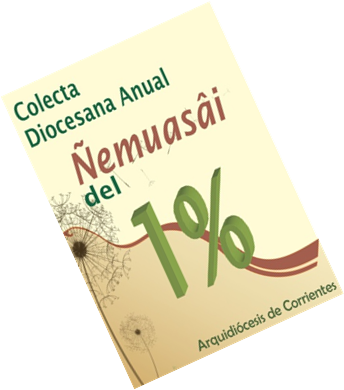 Colecta
Diocesana Anual
Ñemuasâi
del
1%
Arquidiócesis de Corrientes